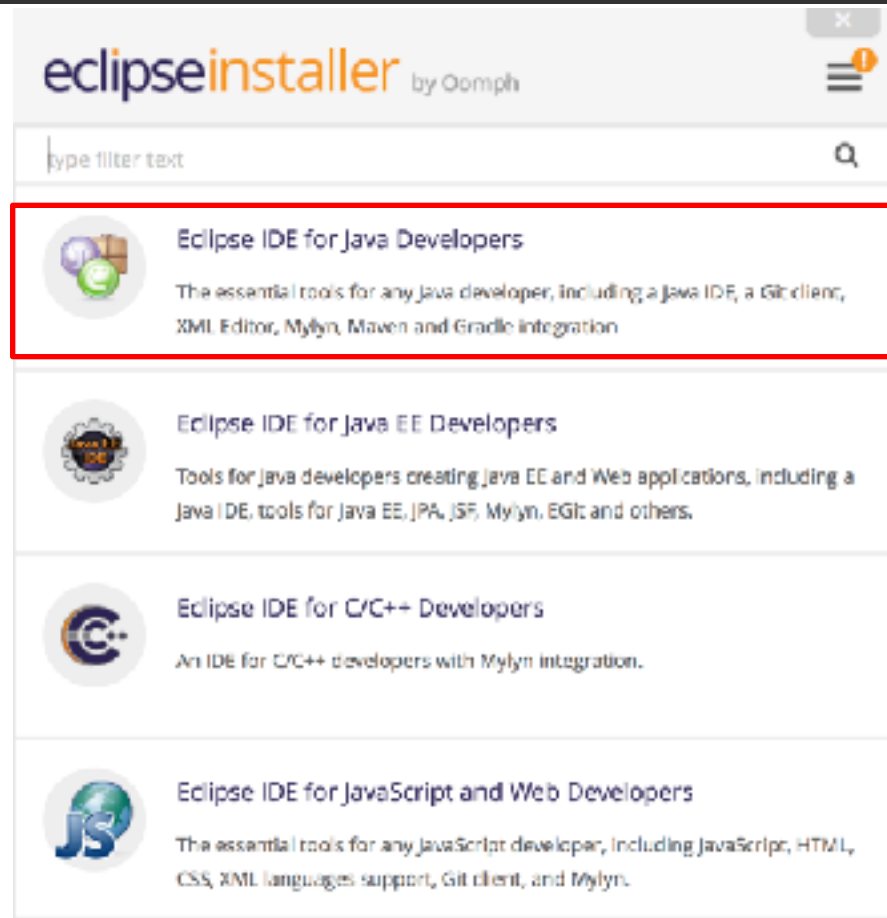 eclipseinstaller by Oomph
type filter text
Eclipse IDE for Java Developers
The essential tools for any Java developer, including a Java IDE, a Git client,
XML Editor, Mylyn, Maven and Gradle integration
Eclipse IDE for Java EE Developers
Tools for Java developers creating Java EE and Web applications, including a
Java IDE, tools for Java EE, JPA, JSF, Mylyn, EGit and others.
Eclipse IDE for C/C++ Developers
An IDE for C/C++ developers with Mylyn integration.
Eclipse IDE for JavaScript and Web Developers
JS
The essential tools for any JavaScript developer, including JavaScript, HTML,
CSS, XML languages support, Git client, and Mylyn.